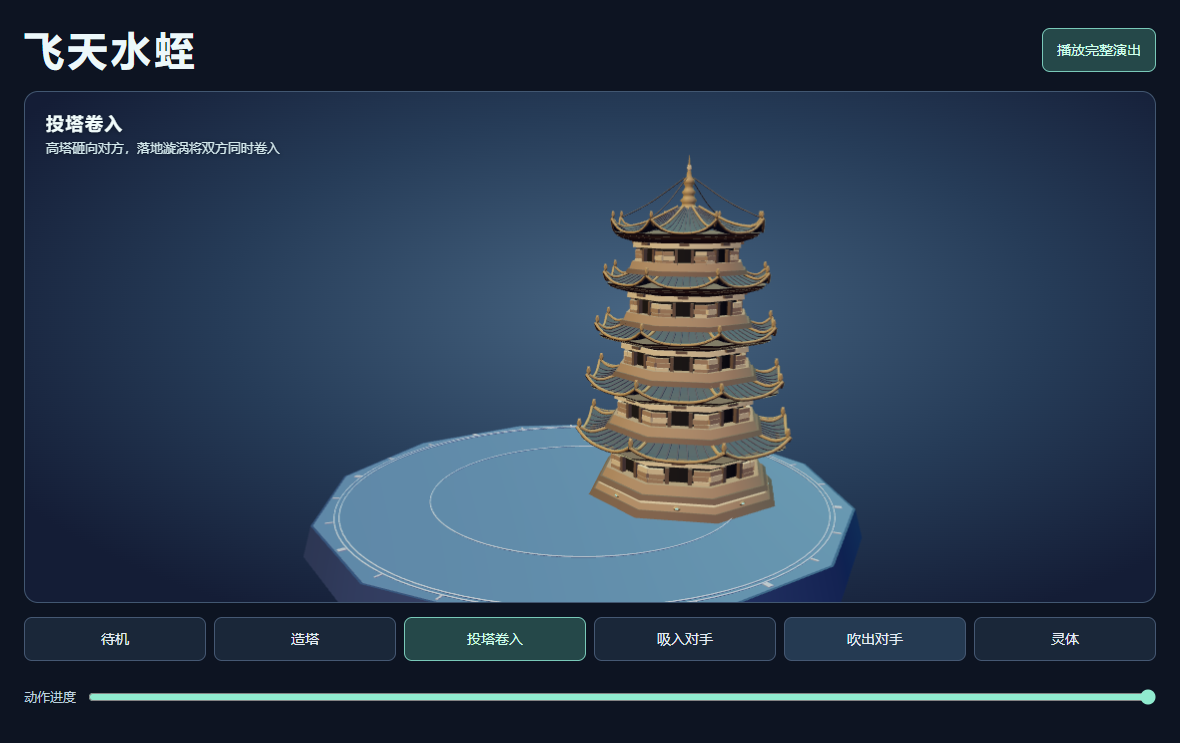 飞天水蛭
播放完整演出
投塔卷入
高塔砸向对方，落地漩涡将双方同时卷入
待机
造塔
投塔卷入
吸入对手
吹出对手
灵体
动作进度